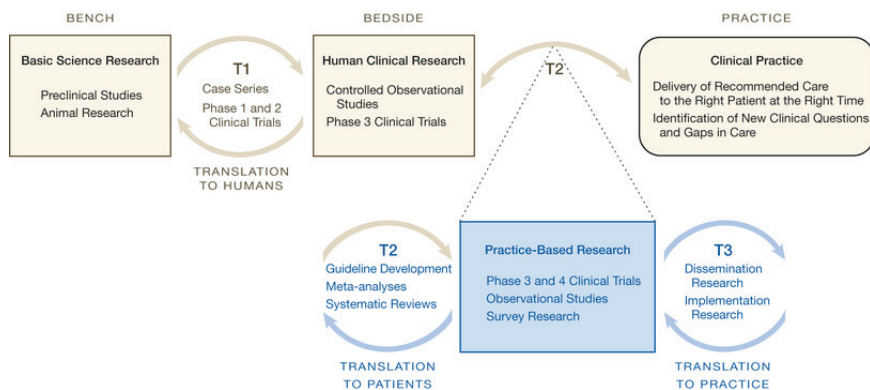 BENCH
BEDSIDE
PRACTICE
Basic Science Research
Preclinical Studies
Animal Research
T1
Case Series
Phase 1 and 2
Clinical Trials
TRANSLATION
TO HUMANS
Human Clinical Research
Controlled Observational
Studies
Phase 3 Clinical Trials
T2
Clinical Practice
Delivery of Recommended Care
to the Right Patient at the Right Time
Identification of New Clinical Questions
and Gaps in Care
T2
Guideline Development
Meta-analyses
Systematic Reviews
TRANSLATION
TO PATIENTS
Practice-Based Research
Phase 3 and 4 Clinical Trials
Observational Studies
Survey Research
T3
Dissemination
Research
Implementation
Research
TRANSLATION
TO PRACTICE